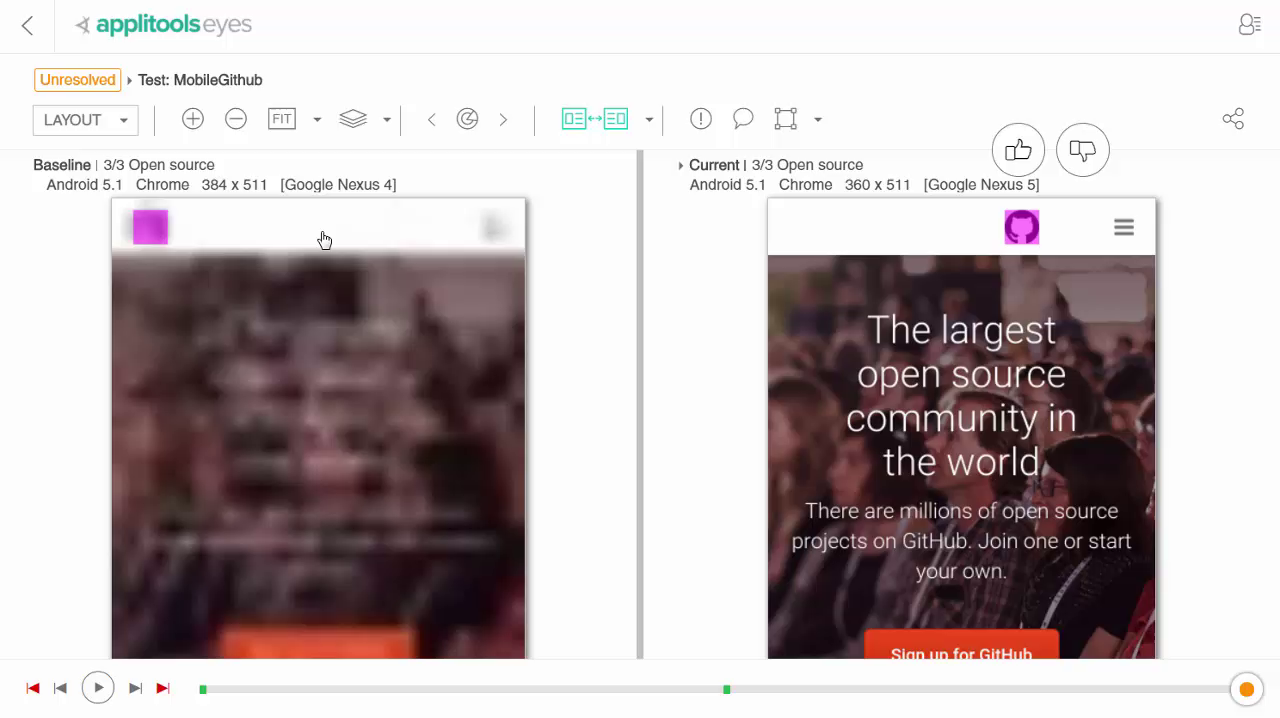 applitools eyes
Unresolved Test: MobileGithub
LAYOUT
FIT
Baseline | 3/3 Open source
Android 5.1 Chrome 384 x 511 [Google Nexus 4]
Current | 3/3 Open source
Android 5.1 Chrome 360 x 511 [Google Nexus 5]
The largest
open source
community in
the world
There are millions of open source
projects on GitHub. Join one or start
your own.
Sign up for GitHub